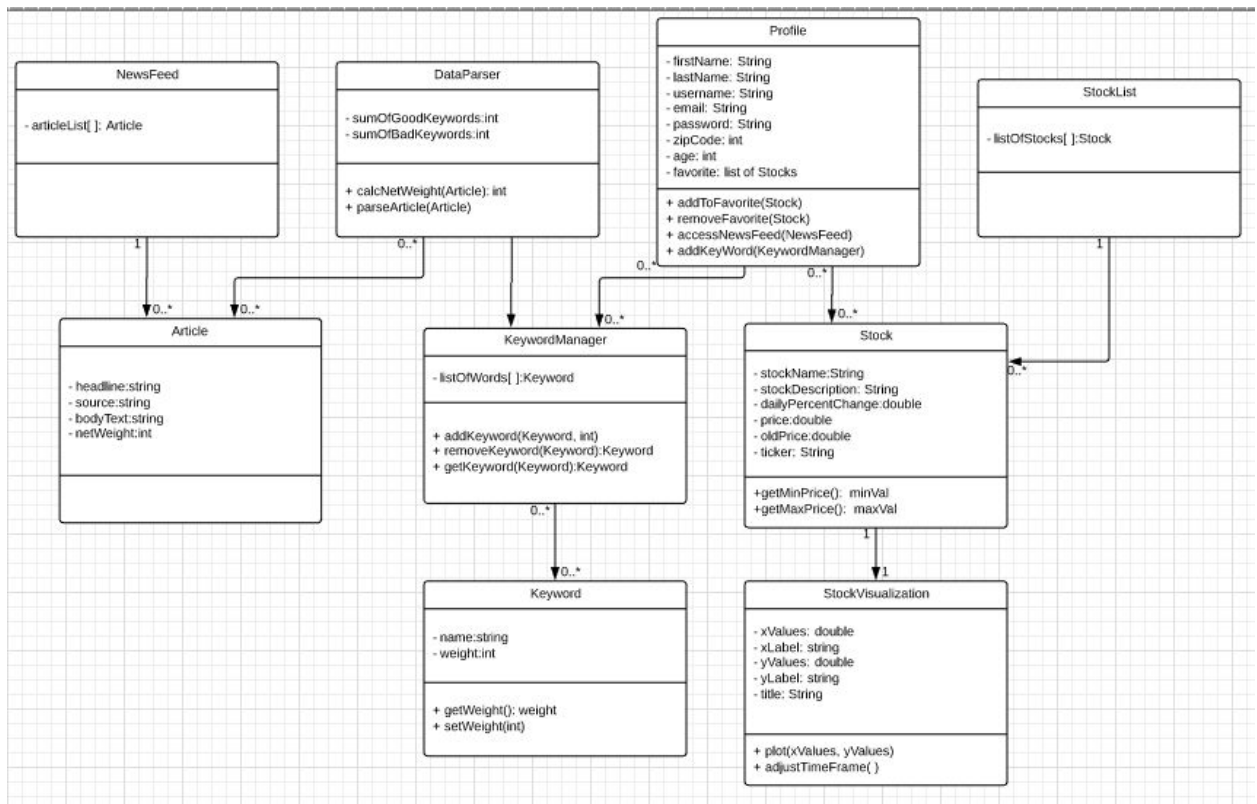 NewsFeed
- articleList[ ]: Article
1
0..*
DataParser
- sumOfGoodKeywords:int
- sumOfBadKeywords:int
+ calcNetWeight(Article): int
+ parseArticle(Article)
0..*
0..*
Profile
- firstName: String
- lastName: String
- username: String
- email: String
- password: String
- zipCode: int
- age: int
- favorite: list of Stocks
+ addToFavorite(Stock)
+ removeFavorite(Stock)
+ accessNewsFeed(NewsFeed)
+ addKeyWord(KeywordManager)
0..*
0..*
0..*
0..*
StockList
- listOfStocks[ ]:Stock
1
0..*
Article
- headline:string
- source:string
- bodyText:string
- netWeight:int
KeywordManager
- listOfWords[ ]:Keyword
+ addKeyword(Keyword, int)
+ removeKeyword(Keyword):Keyword
+ getKeyword(Keyword):Keyword
0..*
0..*
Stock
- stockName:String
- stockDescription: String
- dailyPercentChange:double
- price:double
- oldPrice:double
- ticker: String
+getMinPrice(): minVal
+getMaxPrice(): maxVal
1
1
Keyword
- name:string
- weight:int
+ getWeight(): weight
+ setWeight(int)
StockVisualization
- xValues: double
- xLabel: string
- yValues: double
- yLabel: string
- title: String
+ plot(xValues, yValues)
+ adjustTimeFrame( )